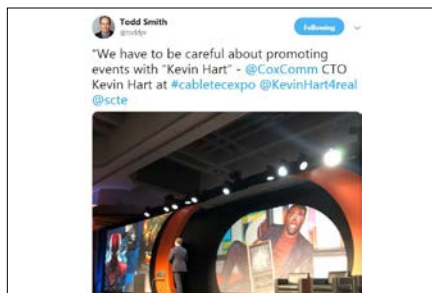 Todd Smith
@toddpr
Following
"We have to be careful about promoting
events with "Kevin Hart" - @CoxComm CTO
Kevin Hart at #cabletecexpo @KevinHart4real
@scte